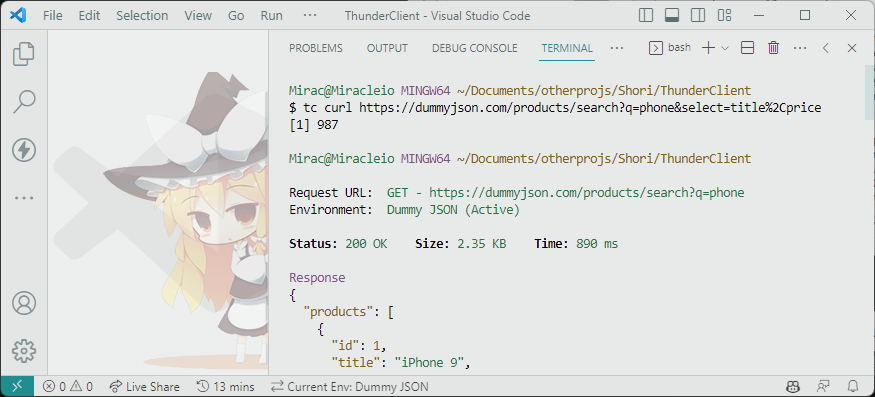 File Edit Selection View Go Run ··· ThunderClient - Visual Studio Code
PROBLEMS OUTPUT DEBUG CONSOLE TERMINAL ··· bash
Mirac@Miracleio MINGW64 ~/Documents/otherprojs/Shori/ThunderClient
$ tc curl https://dummyjson.com/products/search?q=phone&select=title%2Cprice
[1] 987
Mirac@Miracleio MINGW64 ~/Documents/otherprojs/Shori/ThunderClient
Request URL: GET - https://dummyjson.com/products/search?q=phone
Environment: Dummy JSON (Active)
Status: 200 OK Size: 2.35 KB Time: 890 ms
Response
{
"products": [
{
"id": 1,
"title": "iPhone 9",
0 0 Live Share 13 mins Current Env: Dummy JSON